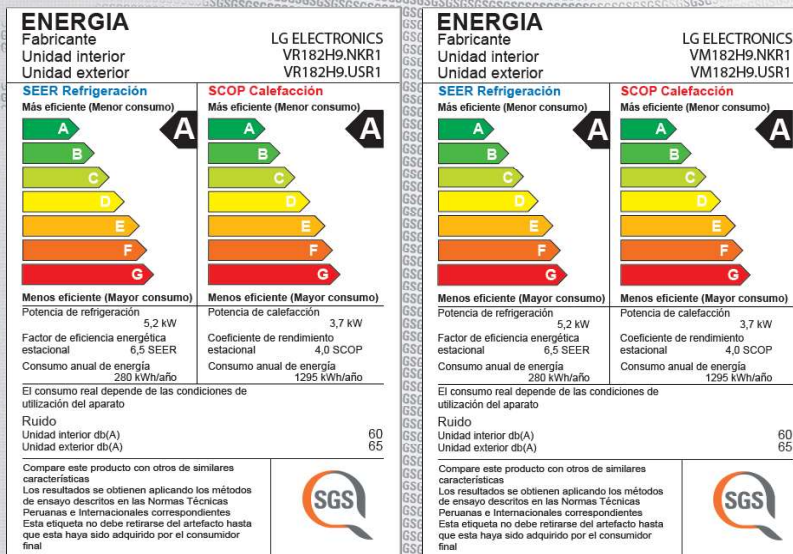 ENERGIA
Fabricante LG ELECTRONICS
Unidad interior VR182H9.NKR1
Unidad exterior VR182H9.USR1
SEER Refrigeración SCOP Calefacción
Más eficiente (Menor consumo) Más eficiente (Menor consumo)
A A A A
B B
C C
D D
E E
F F
G G
Menos eficiente (Mayor consumo) Menos eficiente (Mayor consumo)
Potencia de refrigeración Potencia de calefacción
5,2 kW 3,7 kW
Factor de eficiencia energética Coeficiente de rendimiento
estacional 6,5 SEER estacional 4,0 SCOP
Consumo anual de energía Consumo anual de energía
280 kWh/año 1295 kWh/año
El consumo real depende de las condiciones de
utilización del aparato
Ruido
Unidad interior db(A) 60
Unidad exterior db(A) 65
Compare este producto con otros de similares
características
Los resultados se obtienen aplicando los métodos
de ensayo descritos en las Normas Técnicas
Peruanas e Internacionales correspondientes
Esta etiqueta no debe retirarse del artefacto hasta
que esta haya sido adquirido por el consumidor
final
SGS
ENERGIA
Fabricante LG ELECTRONICS
Unidad interior VM182H9.NKR1
Unidad exterior VM182H9.USR1
SEER Refrigeración SCOP Calefacción
Más eficiente (Menor consumo) Más eficiente (Menor consumo)
A A A A
B B
C C
D D
E E
F F
G G
Menos eficiente (Mayor consumo) Menos eficiente (Mayor consumo)
Potencia de refrigeración Potencia de calefacción
5,2 kW 3,7 kW
Factor de eficiencia energética Coeficiente de rendimiento
estacional 6,5 SEER estacional 4,0 SCOP
Consumo anual de energía Consumo anual de energía
280 kWh/año 1295 kWh/año
El consumo real depende de las condiciones de
utilización del aparato
Ruido
Unidad interior db(A) 60
Unidad exterior db(A) 65
Compare este producto con otros de similares
características
Los resultados se obtienen aplicando los métodos
de ensayo descritos en las Normas Técnicas
Peruanas e Internacionales correspondientes
Esta etiqueta no debe retirarse del artefacto hasta
que esta haya sido adquirido por el consumidor
final
SGS